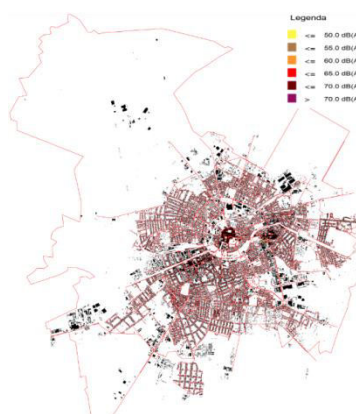 Legenda
<= 50.0 dB(A
<= 55.0 dB(A
<= 60.0 dB(A
<= 65.0 dB(A
<= 70.0 dB(A
> 70.0 dB(A